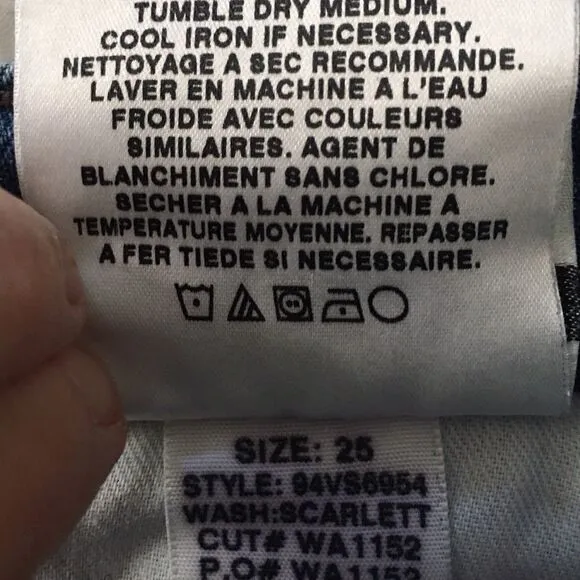 TUMBLE DRY MEDIUM.
COOL IRON IF NECESSARY.
NETTOYAGE A SEC RECOMMANDE.
LAVER EN MACHINE A L'EAU
FROIDE AVEC COULEURS
SIMILAIRES. AGENT DE
BLANCHIMENT SANS CHLORE.
SECHER A LA MACHINE A
TEMPERATURE MOYENNE. REPASSER
A FER TIEDE SI NECESSAIRE.
SIZE: 25
STYLE: 94VS6954
WASH:SCARLETT
CUT# WA1152
P.O# WA1152